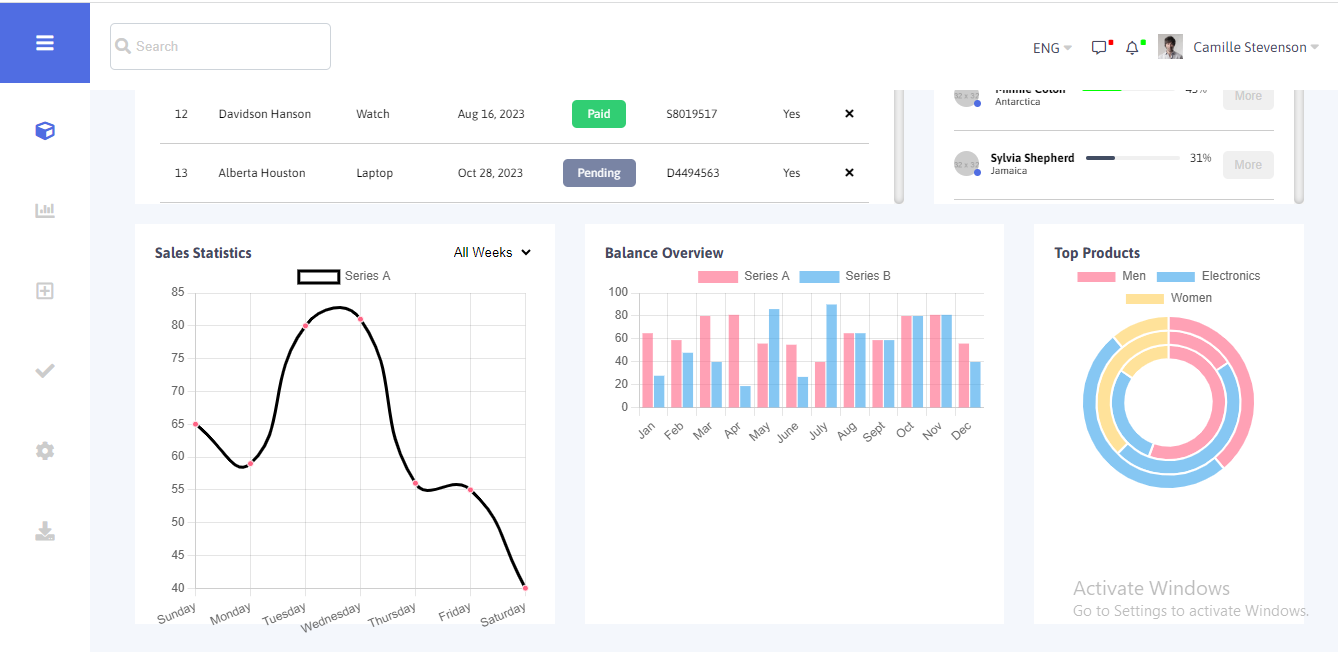 Search
ENG
Camille Stevenson
12 Davidson Hanson Watch Aug 16, 2023 Paid S8019517 Yes
13 Alberta Houston Laptop Oct 28, 2023 Pending D4494563 Yes
Minnie Colon
Antarctica
45%
More
Sylvia Shepherd
Jamaica
31%
More
Sales Statistics
All Weeks
Series A
85
80
75
70
65
60
55
50
45
40
Sunday Monday Tuesday Wednesday Thursday Friday Saturday
Balance Overview
Series A Series B
100
80
60
40
20
0
Jan Feb Mar Apr May June July Aug Sept Oct Nov Dec
Top Products
Men Electronics
Women
Activate Windows
Go to Settings to activate Windows.